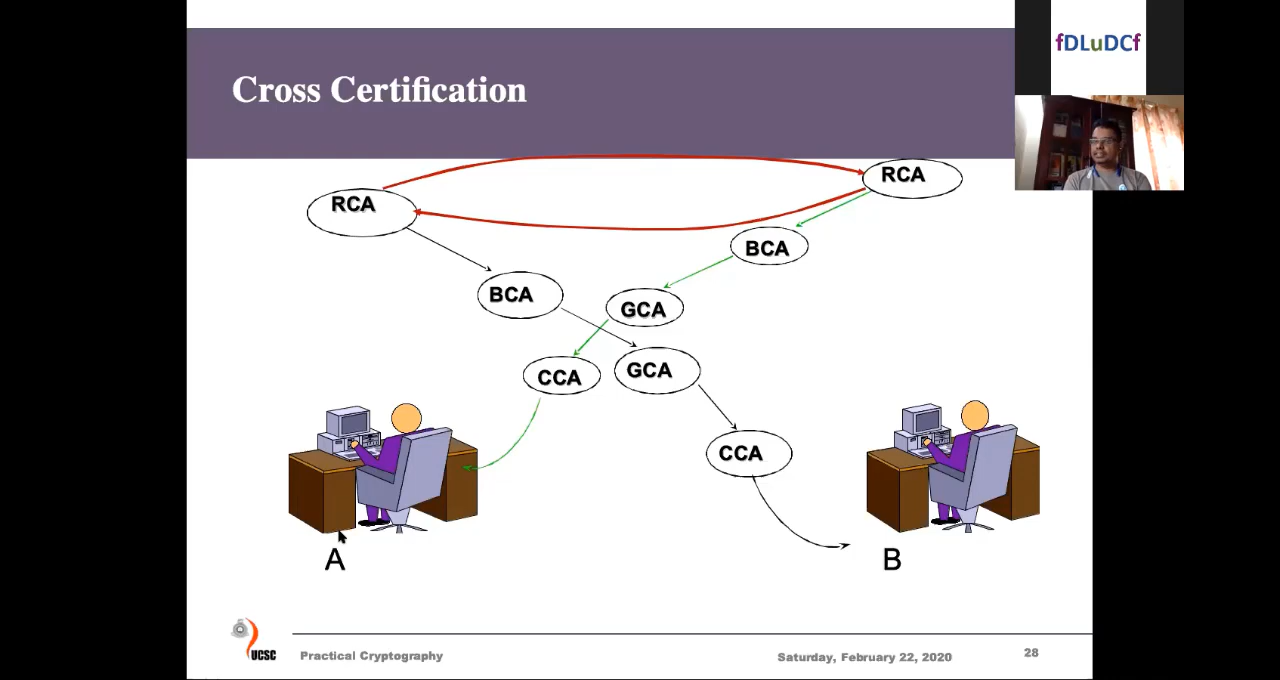 Cross Certification
fDLuDCf
RCA
RCA
BCA
BCA
GCA
CCA
GCA
CCA
A
B
UCSC
Practical Cryptography
Saturday, February 22, 2020
28